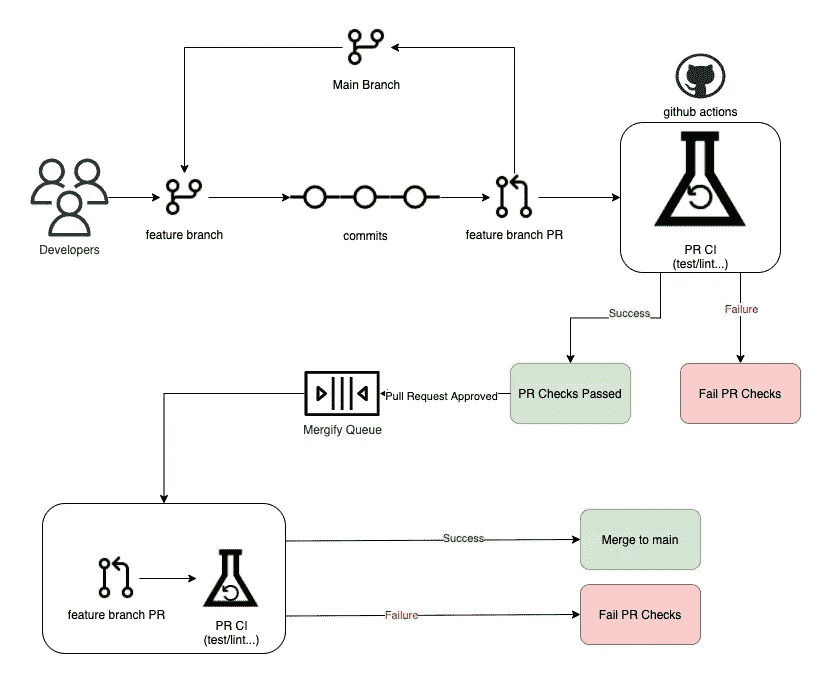 Main Branch
github actions
Developers
feature branch
commits
feature branch PR
PR CI
(test/lint...)
Success
Failure
Mergify Queue
Pull Request Approved
PR Checks Passed
Fail PR Checks
feature branch PR
PR CI
(test/lint...)
Success
Merge to main
Failure
Fail PR Checks